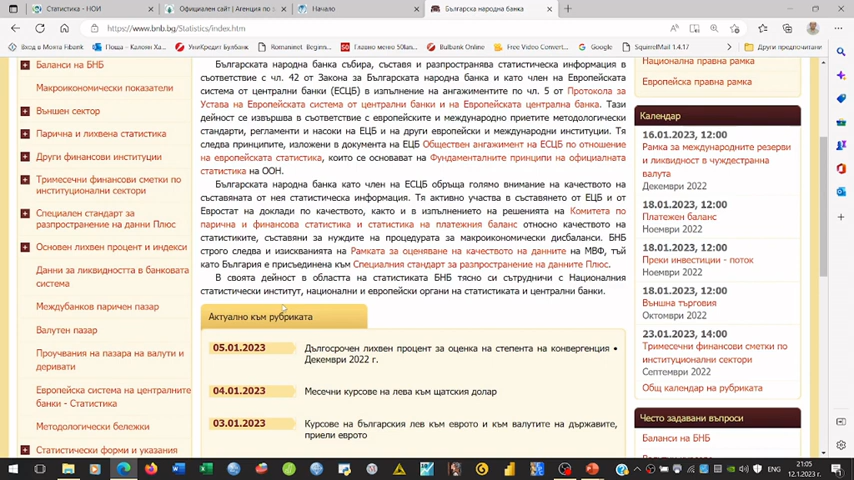 Статистика - НОИ
Официален сайт | Агенция по з
Начало
Българска народна банка
https://www.bnb.bg/Statistics/index.htm
Вход в Моята Fibank
Поща - Калоян Ха...
УниКредит Булбанк
Romaninet Beginn...
Главно меню 50lan...
Bulbank Online
Free Video Convert...
Google
SquirrelMail 1.4.17
Други предпочитани
Баланси на БНБ
Макроикономически показатели
Външен сектор
Парична и лихвена статистика
Други финансови институции
Тримесечни финансови сметки по
институционални сектори
Специален стандарт за
разпространение на данни Плюс
Основен лихвен процент и индекси
Данни за ликвидността в банковата
система
Междубанков паричен пазар
Валутен пазар
Проучвания на пазара на валути и
деривати
Европейска система на централните
банки - Статистика
Методологически бележки
Статистически форми и указания
Българската народна банка събира, съставя и разпространява статистическа информация в
съответствие с чл. 42 от Закона за Българската народна банка и като член на Европейската
система от централни банки (ЕСЦБ) в изпълнение на ангажиментите по чл. 5 от Протокола за
Устава на Европейската система от централни банки и на Европейската централна банка. Тази
дейност се извършва в съответствие с европейските и международно приетите методологически
стандарти, регламенти и насоки на ЕЦБ и на други европейски и международни институции. Тя
следва принципите, изложени в документа на ЕЦБ Обществен ангажимент на ЕСЦБ по отношение
на европейската статистика, които се основават на Фундаменталните принципи на официалната
статистика на ООН.
Българската народна банка като член на ЕСЦБ обръща голямо внимание на качеството на
съставяната от нея статистическа информация. Тя активно участва в съставянето от ЕЦБ и от
Евростат на доклади по качеството, както и в изпълнението на решенията на Комитета по
парична и финансова статистика и статистика на платежния баланс относно качеството на
статистиките, съставяни за нуждите на процедурата за макроикономически дисбаланси. БНБ
строго следва и изискванията на Рамката за оценяване на качеството на данните на МВФ, тъй
като България е присъединена към Специалния стандарт за разпространение на данни Плюс.
В своята дейност в областта на статистиката БНБ тясно си сътрудничи с Националния
статистически институт, национални и европейски органи на статистиката и централни банки.
Актуално към рубриката
05.01.2023
Дългосрочен лихвен процент за оценка на степента на конвергенция •
Декември 2022 г.
04.01.2023
Месечни курсове на лева към щатския долар
03.01.2023
Курсове на българския лев към еврото и към валутите на държавите,
приели еврото
Национална правна рамка
Европейска правна рамка
Календар
16.01.2023, 12:00
Рамка за международните резерви
и ликвидност в чуждестранна
валута
Декември 2022
18.01.2023, 12:00
Платежен баланс
Ноември 2022
18.01.2023, 12:00
Преки инвестиции - поток
Ноември 2022
18.01.2023, 12:00
Външна търговия
Октомври 2022
23.01.2023, 14:00
Тримесечни финансови сметки по
институционални сектори
Септември 2022
Общ календар на рубриката
Често задавани въпроси
Баланси на БНБ
ENG
21:05
12.1.2023 г.